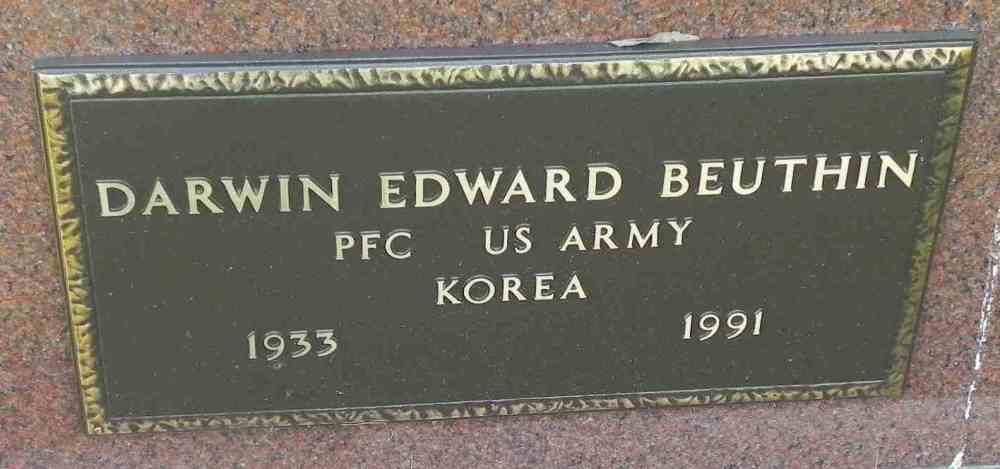 DARWIN EDWARD BEUTHIN
PFC US ARMY
KOREA
1933 1991